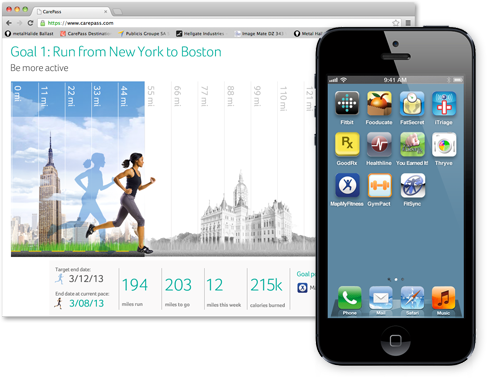 CarePass
www.carepass.com
metalHalide Ballast
CarePass Destination
Publicis Groupe SA
Hellgate Industries
Image Mate DZ 34
Metal H
Goal 1: Run from New York to Boston
Be more active
0 mi
11 mi
22 mi
33 mi
44 mi
55 mi
66 mi
77 mi
88 mi
99 mi
110 mi
121
Target end date:
3/12/13
End date at current pace:
3/08/13
194
miles run
203
miles to go
12
miles this week
215k
calories burned
Goal p
Ma
9:41 AM
Fitbit
Fooducate
FatSecret
iTriage
GoodRx
Healthline
You Earned It!
Thryve
MapMyFitness
GymPact
FitSync
Phone
Mail
Safari
Music